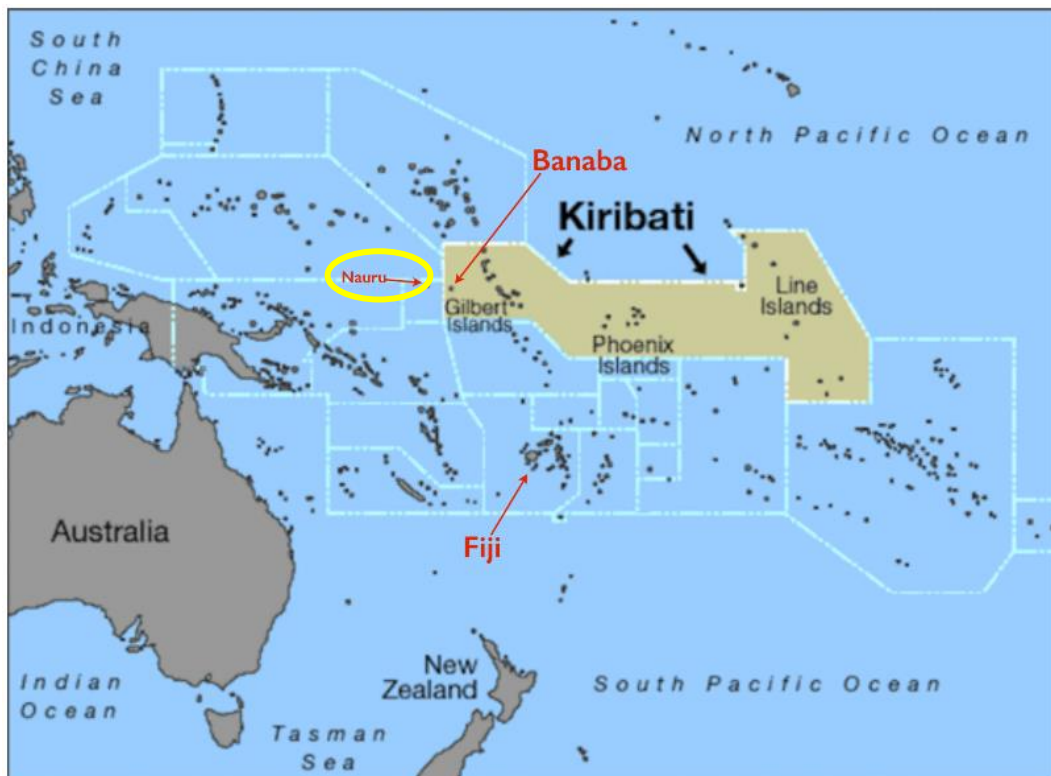 South
China
Sea
North Pacific Ocean
Banaba
Kiribati
Nauru
Line
Islands
Gilbert
Islands
Indonesia
Phoenix
Islands
Australia
Fiji
New
Zealand
South Pacific Ocean
Indian
Ocean
Tasman
Sea